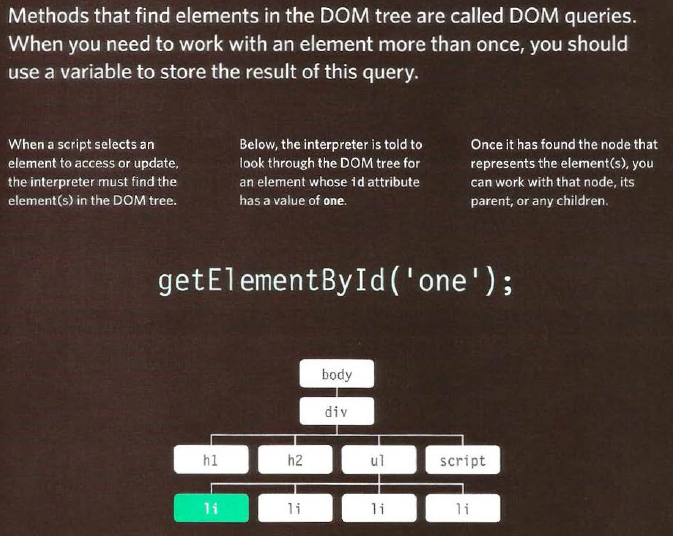 Methods that find elements in the DOM tree are called DOM queries.
When you need to work with an element more than once, you should
use a variable to store the result of this query.
When a script selects an
element to access or update,
the interpreter must find the
element(s) in the DOM tree.
Below, the interpreter is told to
look through the DOM tree for
an element whose id attribute
has a value of one.
Once it has found the node that
represents the element(s), you
can work with that node, its
parent, or any children.
getElementById('one');
body
div
h1
h2
ul
script
li
li
li
li